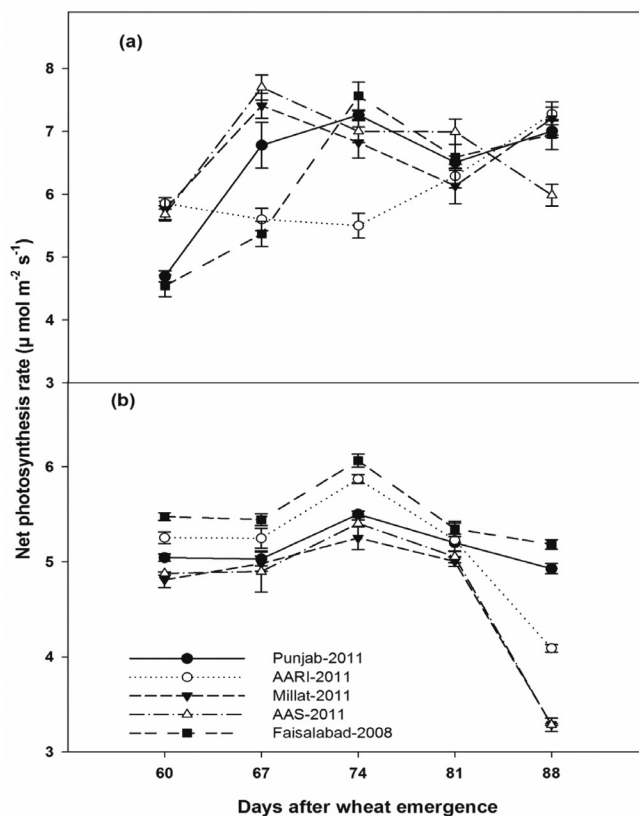 (a)
8
7
6
5
4
3
Net photosynthesis rate (μ mol m⁻² s⁻¹)
(b)
6
5
4
3
Punjab-2011
AARI-2011
Millat-2011
AAS-2011
Faisalabad-2008
60 67 74 81 88
Days after wheat emergence